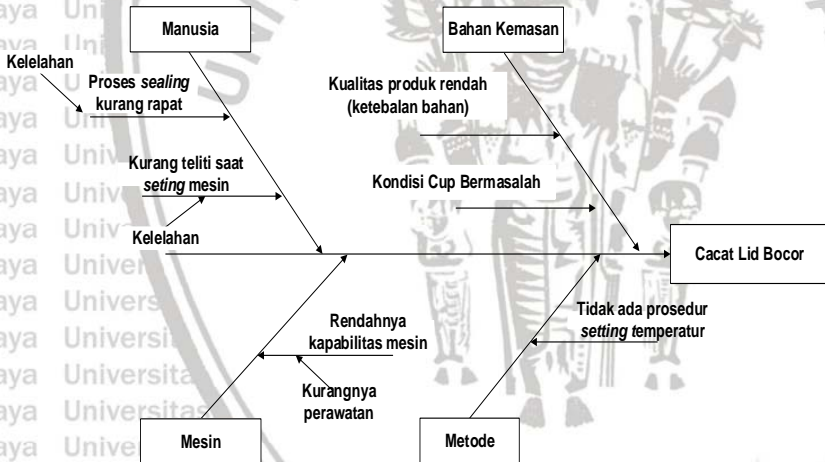 Manusia
Bahan Kemasan
Kelelahan
Proses sealing
kurang rapat
Kualitas produk rendah
(ketebalan bahan)
Kurang teliti saat
seting mesin
Kondisi Cup Bermasalah
Kelelahan
Cacat Lid Bocor
Rendahnya
kapabilitas mesin
Tidak ada prosedur
setting temperatur
Kurangnya
perawatan
Mesin
Metode